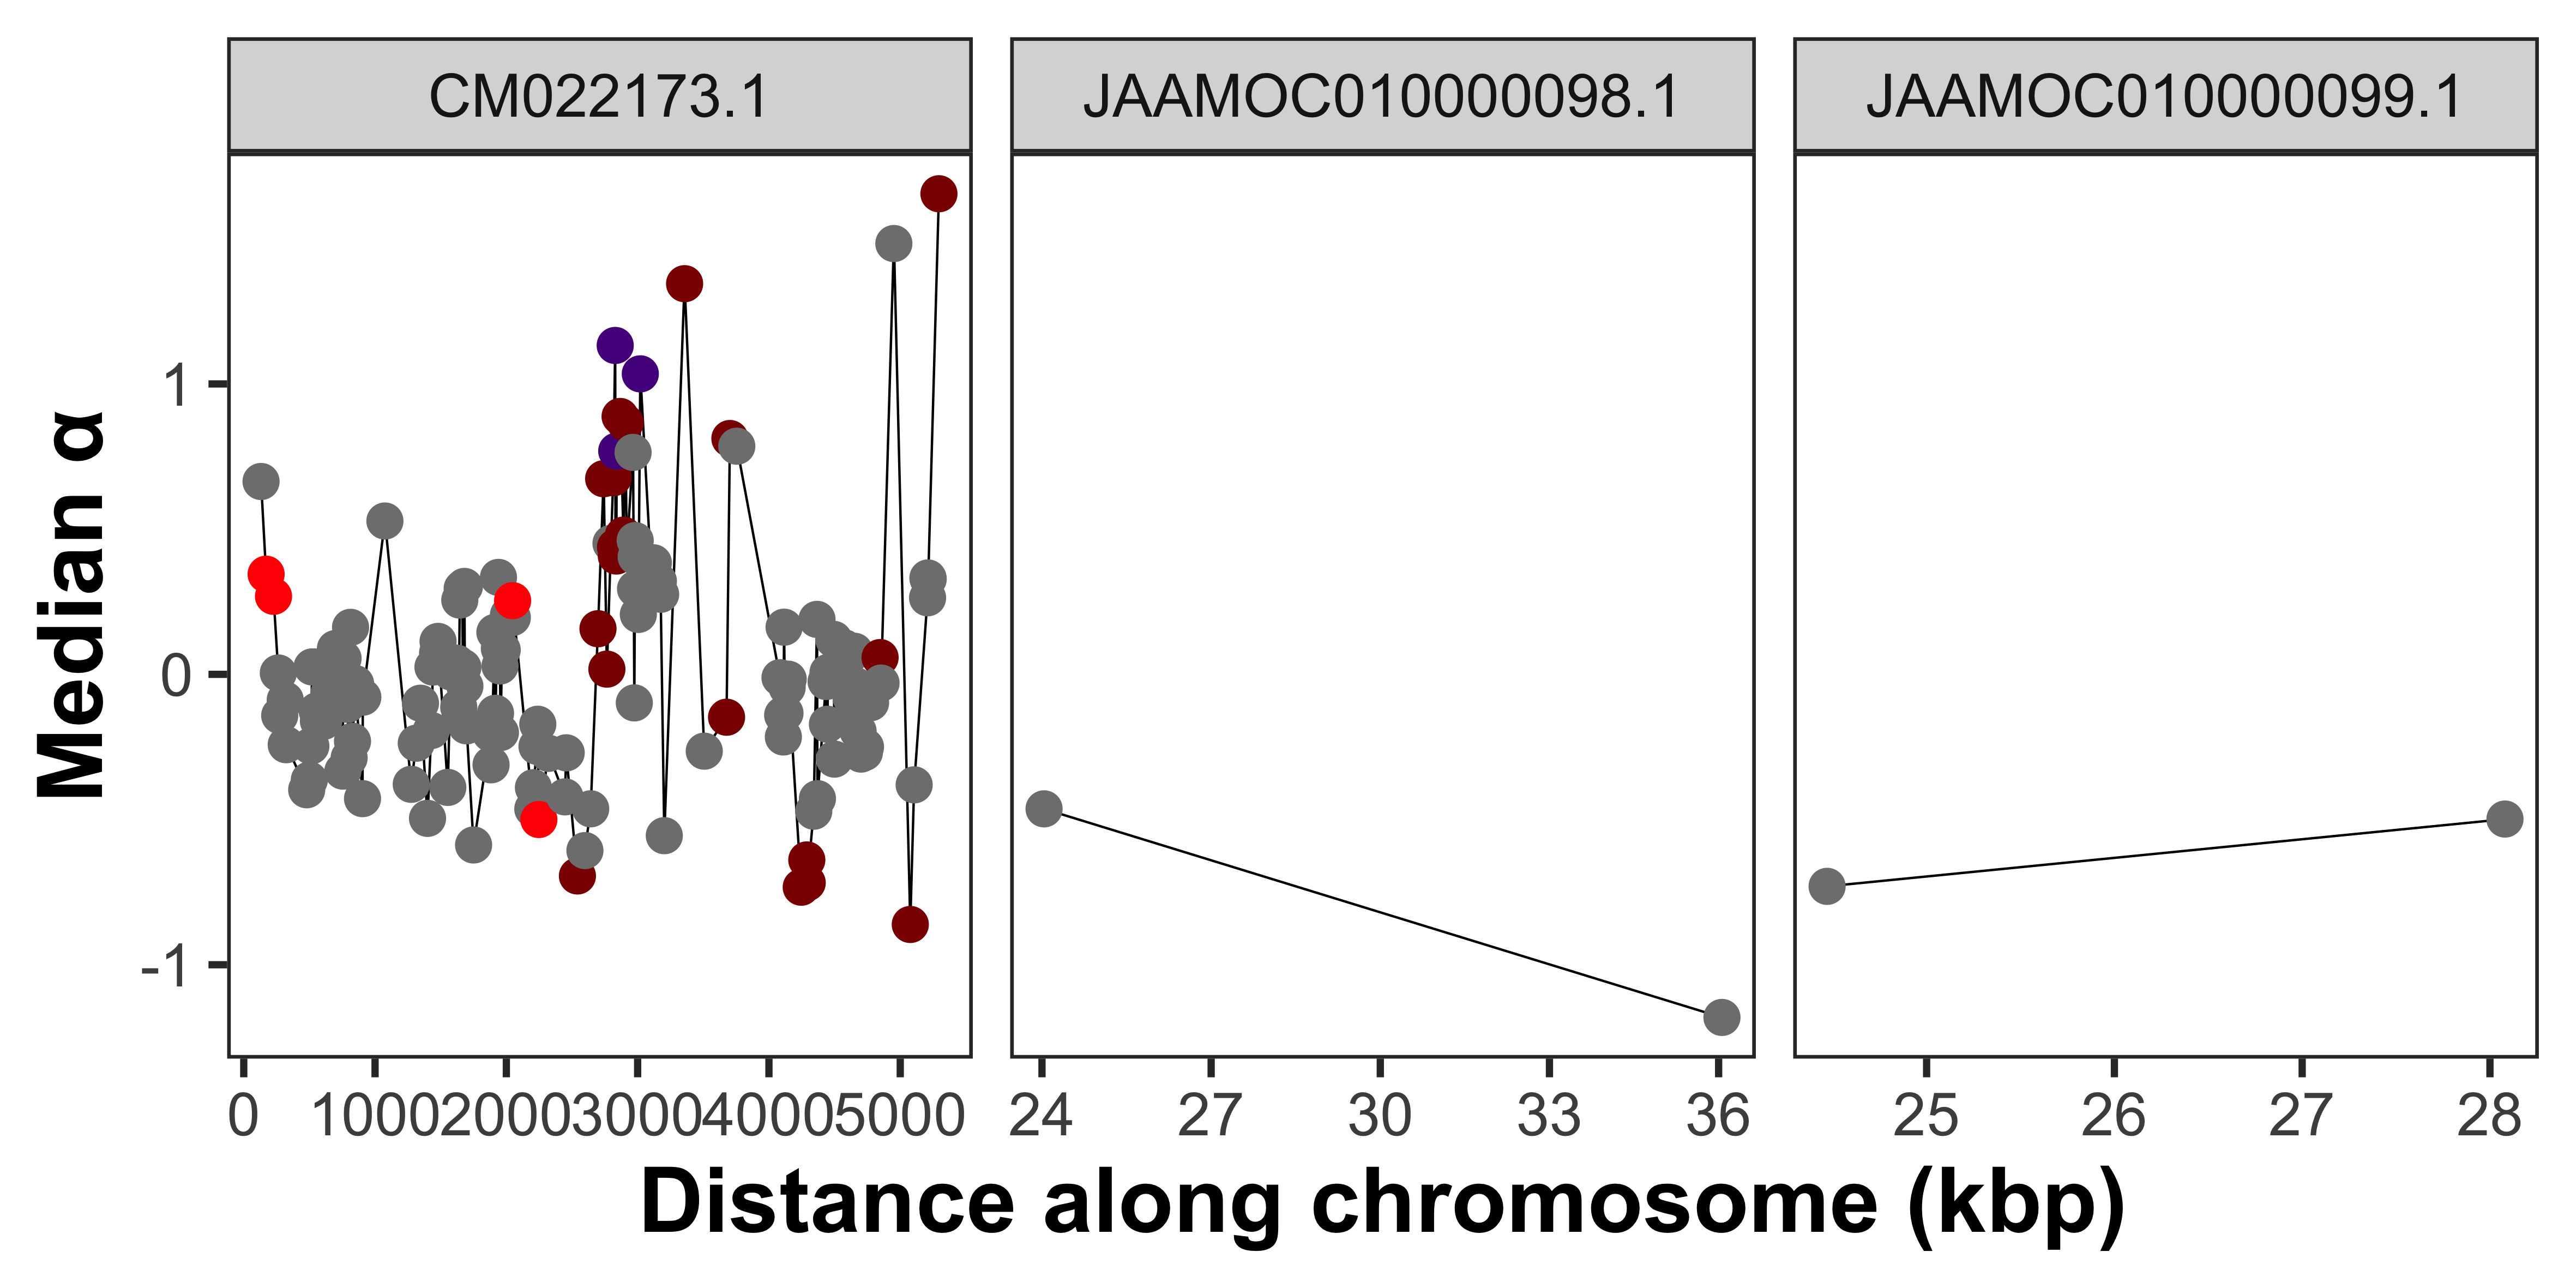 CM022173.1 JAAMOC010000098.1 JAAMOC010000099.1
Median α
1
0
-1
0 1000 2000 3000 4000 5000 24 27 30 33 36 25 26 27 28
Distance along chromosome (kbp)